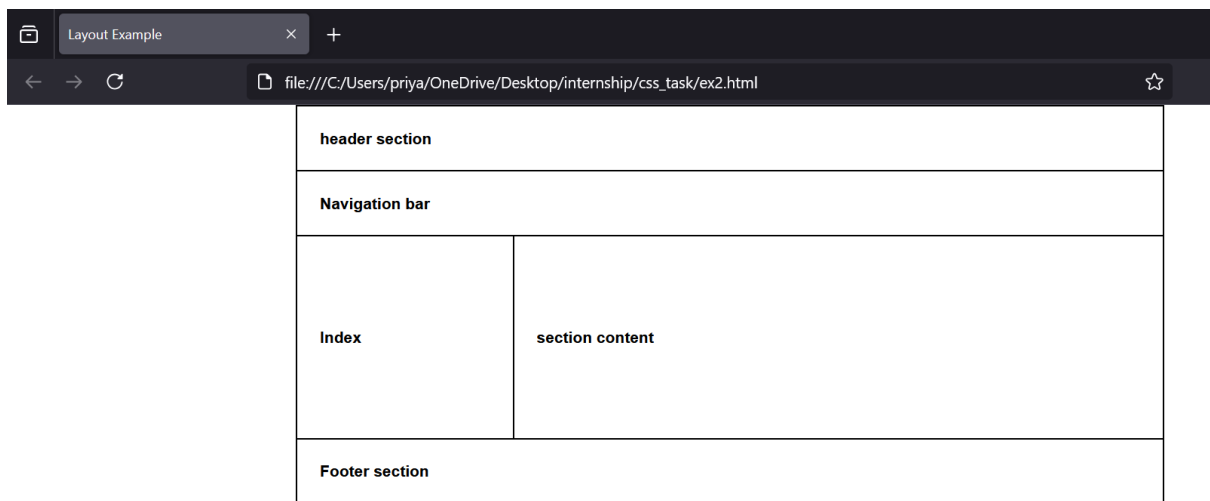 Layout Example
file:///C:/Users/priya/OneDrive/Desktop/internship/css_task/ex2.html
header section
Navigation bar
Index
section content
Footer section